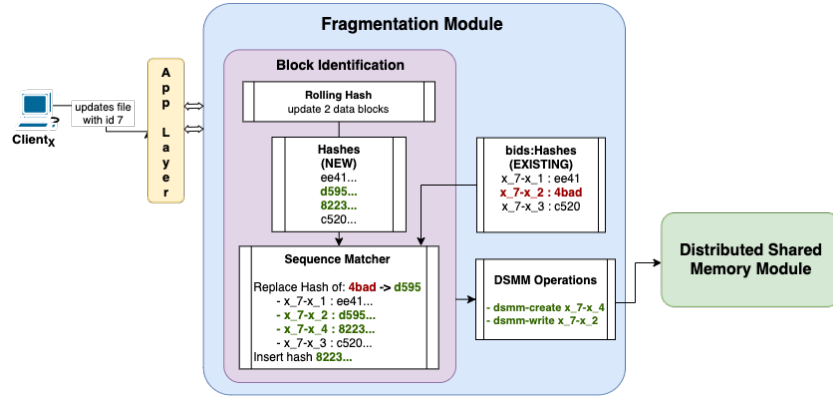 Fragmentation Module
Block Identification
App Layer
Rolling Hash
update 2 data blocks
updates file
with id 7
ClientX
Hashes
(NEW)
ee41...
d595...
8223...
c520...
bids:Hashes
(EXISTING)
x_7-x_1 : ee41
x_7-x_2 : 4bad
x_7-x_3 : c520
Sequence Matcher
Replace Hash of: 4bad -> d595
- x_7-x_1 : ee41...
- x_7-x_2 : d595...
- x_7-x_4 : 8223...
- x_7-x_3 : c520...
Insert hash 8223...
DSMM Operations
- dsmm-create x_7-x_4
- dsmm-write x_7-x_2
Distributed Shared
Memory Module